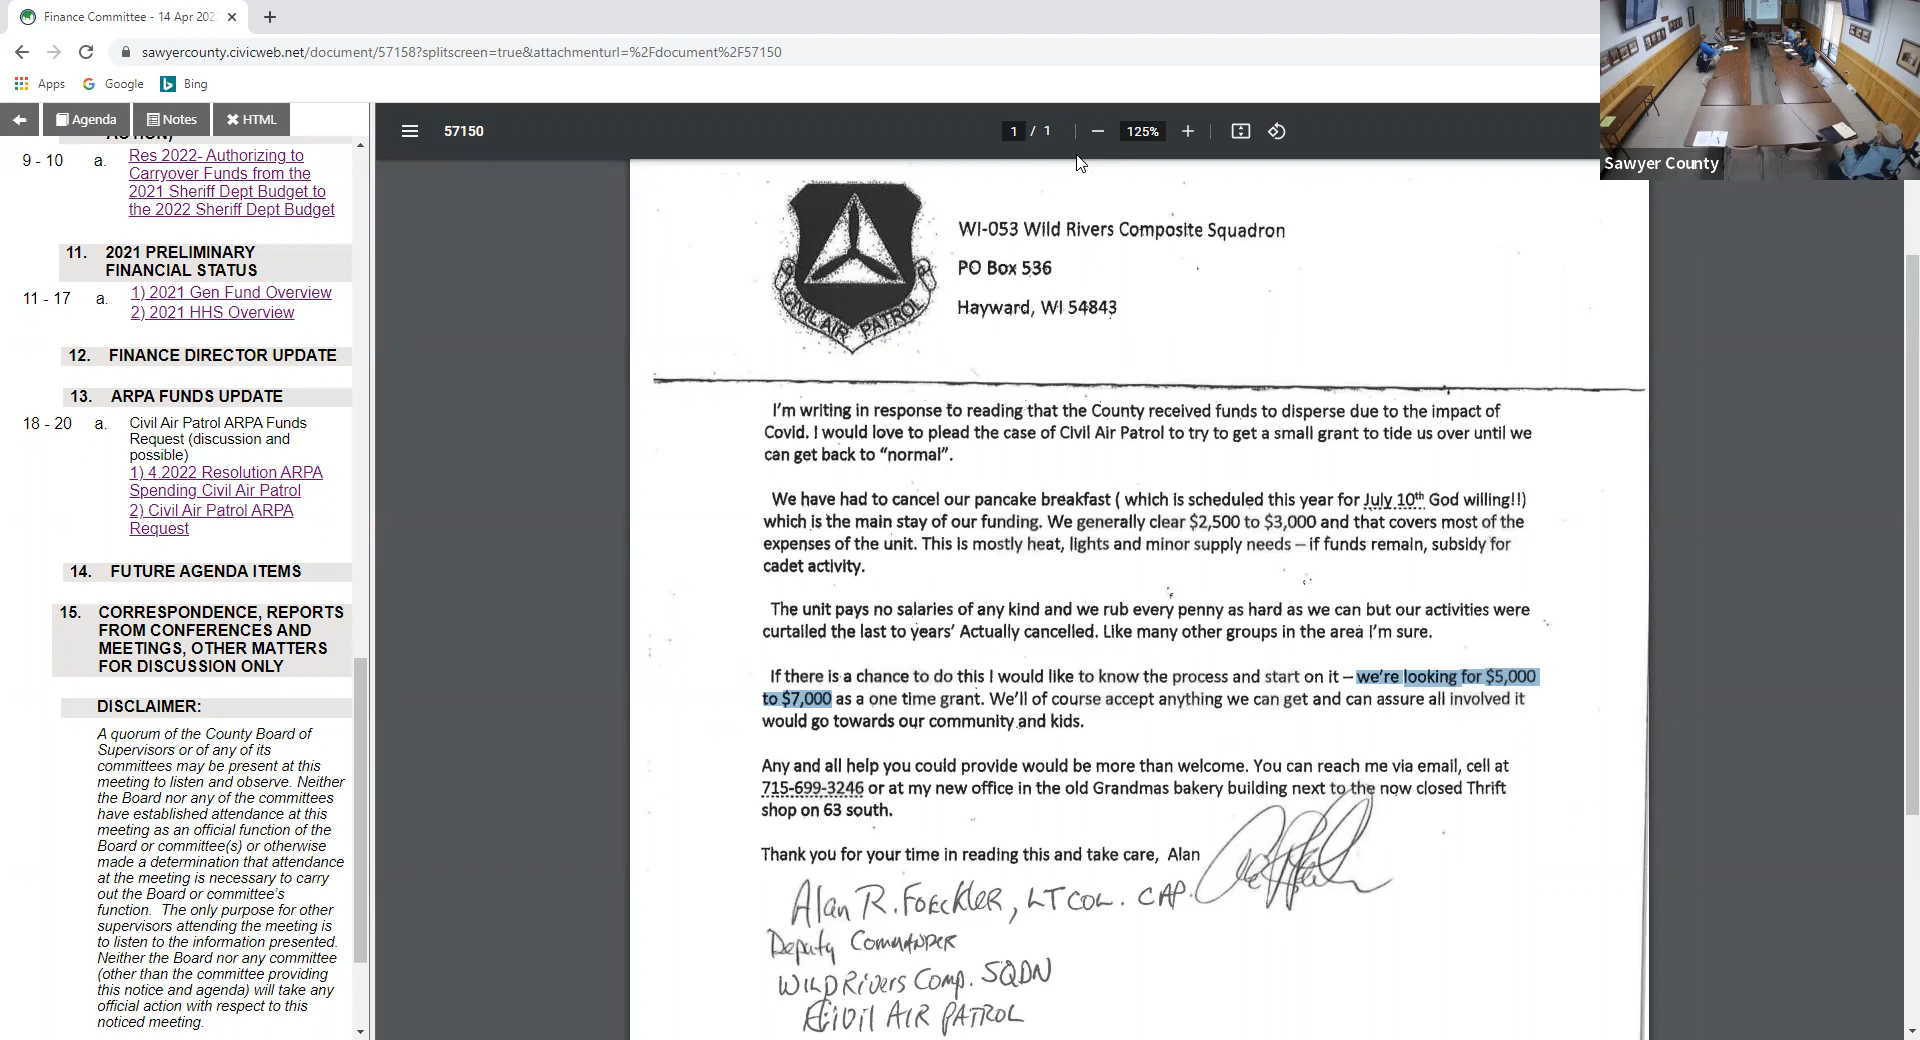 Finance Committee - 14 Apr 202
sawyercounty.civicweb.net/document/57158?splitscreen=true&attachmenturl=%2Fdocument%2F57150
Apps Google Bing
Agenda Notes HTML
ACTION)
9 - 10 a. Res 2022- Authorizing to
Carryover Funds from the
2021 Sheriff Dept Budget to
the 2022 Sheriff Dept Budget
11. 2021 PRELIMINARY
FINANCIAL STATUS
11 - 17 a. 1) 2021 Gen Fund Overview
2) 2021 HHS Overview
12. FINANCE DIRECTOR UPDATE
13. ARPA FUNDS UPDATE
18 - 20 a. Civil Air Patrol ARPA Funds
Request (discussion and
possible)
1) 4.2022 Resolution ARPA
Spending Civil Air Patrol
2) Civil Air Patrol ARPA
Request
14. FUTURE AGENDA ITEMS
15. CORRESPONDENCE, REPORTS
FROM CONFERENCES AND
MEETINGS, OTHER MATTERS
FOR DISCUSSION ONLY
DISCLAIMER:
A quorum of the County Board of
Supervisors or of any of its
committees may be present at this
meeting to listen and observe. Neither
the Board nor any of the committees
have established attendance at this
meeting as an official function of the
Board or committee(s) or otherwise
made a determination that attendance
at the meeting is necessary to carry
out the Board or committee's
function. The only purpose for other
supervisors attending the meeting is
to listen to the information presented.
Neither the Board nor any committee
(other than the committee providing
this notice and agenda) will take any
official action with respect to this
noticed meeting.
57150
1 / 1
125%
Sawyer County
CIVIL AIR PATROL
WI-053 Wild Rivers Composite Squadron
PO Box 536
Hayward, WI 54843
I'm writing in response to reading that the County received funds to disperse due to the impact of
Covid. I would love to plead the case of Civil Air Patrol to try to get a small grant to tide us over until we
can get back to “normal”.
We have had to cancel our pancake breakfast ( which is scheduled this year for July 10th God willing!!)
which is the main stay of our funding. We generally clear $2,500 to $3,000 and that covers most of the
expenses of the unit. This is mostly heat, lights and minor supply needs – if funds remain, subsidy for
cadet activity.
The unit pays no salaries of any kind and we rub every penny as hard as we can but our activities were
curtailed the last to years' Actually cancelled. Like many other groups in the area I'm sure.
If there is a chance to do this I would like to know the process and start on it – we're looking for $5,000
to $7,000 as a one time grant. We'll of course accept anything we can get and can assure all involved it
would go towards our community and kids.
Any and all help you could provide would be more than welcome. You can reach me via email, cell at
715-699-3246 or at my new office in the old Grandmas bakery building next to the now closed Thrift
shop on 63 south.
Thank you for your time in reading this and take care, Alan
Alan R. Foeckler, LT COL. CAP.
Deputy Commander
Wild Rivers Comp. SQDN
Civil Air Patrol